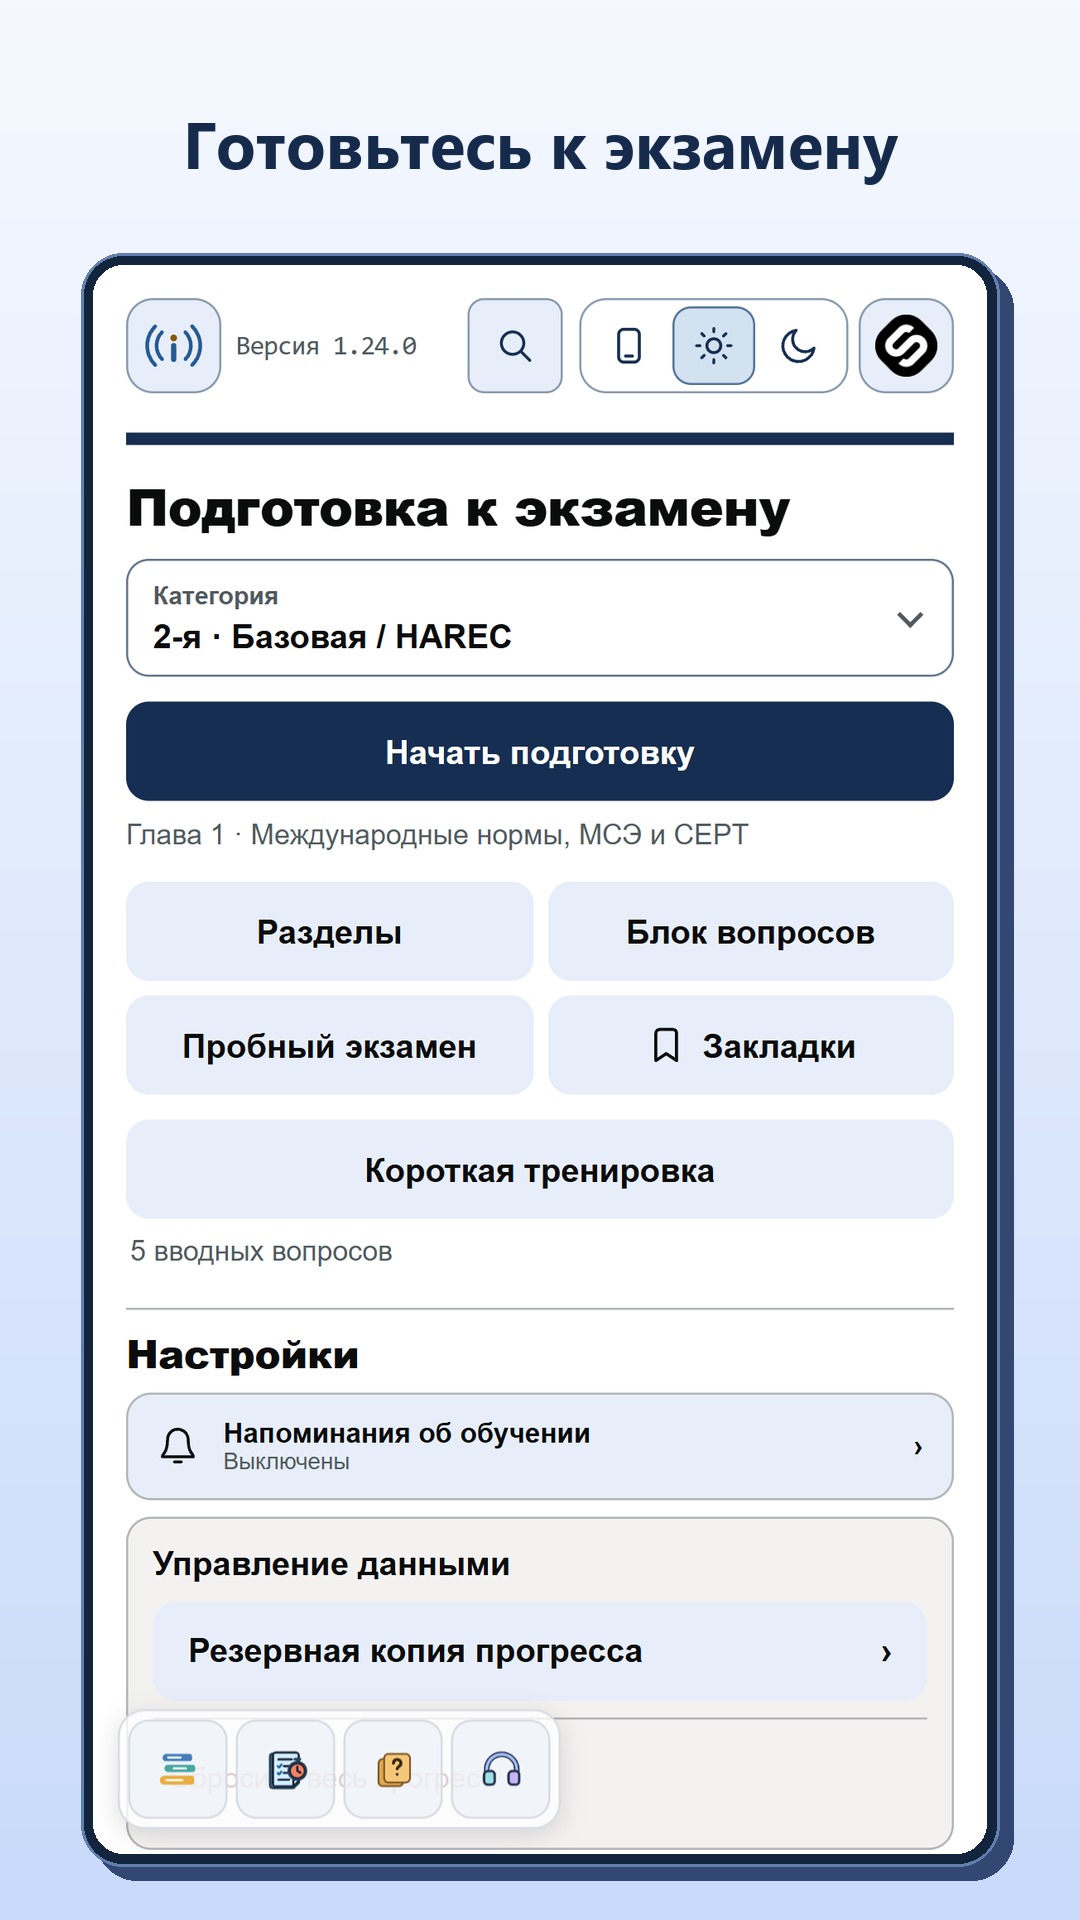 Готовьтесь к экзамену
Версия 1.24.0
Подготовка к экзамену
Категория
2-я · Базовая / HAREC
Начать подготовку
Глава 1 · Международные нормы, МСЭ и СЕРТ
Разделы
Блок вопросов
Пробный экзамен
Закладки
Короткая тренировка
5 вводных вопросов
Настройки
Напоминания об обучении
Выключены
Управление данными
Резервная копия прогресса